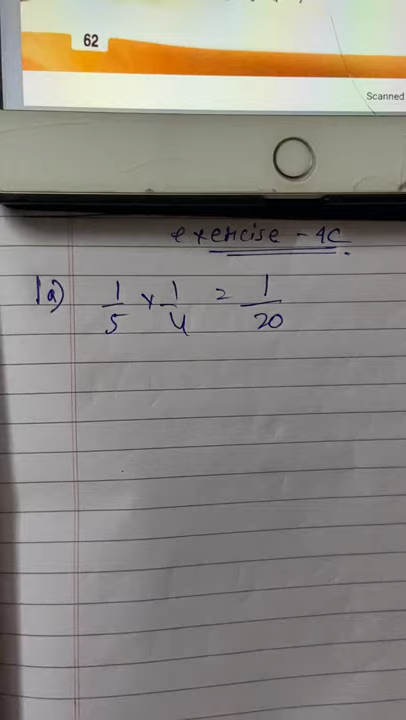 62
Scanned
exercise - 4C
1a) 1/5 × 1/4 = 1/20